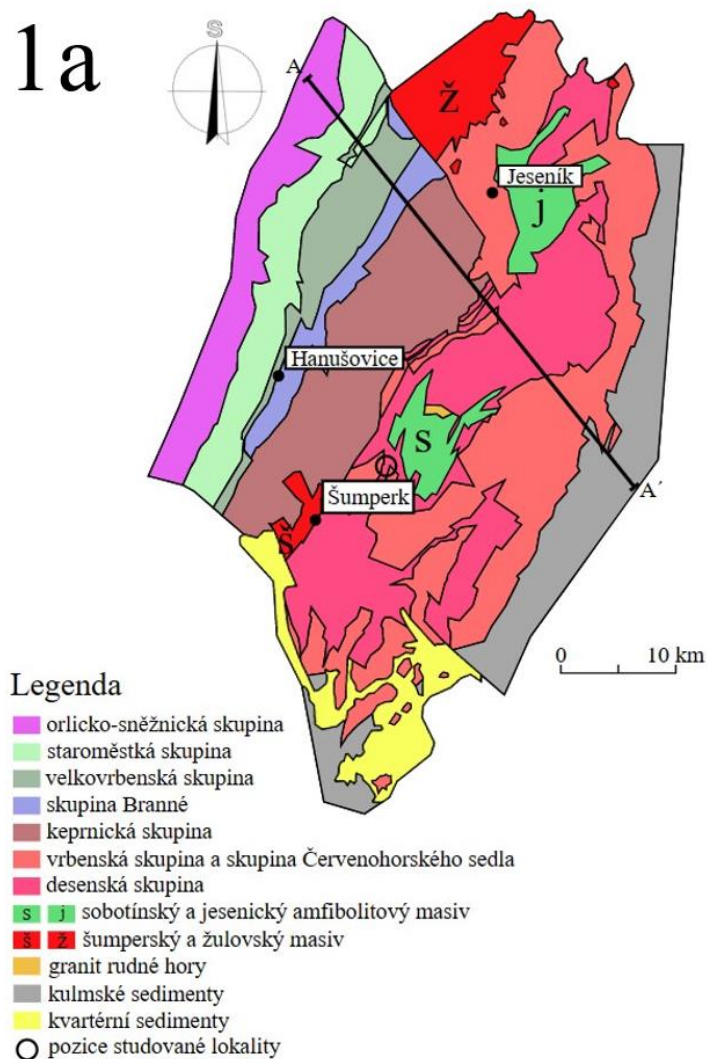 1a
S
A
ž
Jeseník
j
Hanušovice
s
A´
Šumperk
š
0 10 km
Legenda
orlicko-sněžnická skupina
staroměstká skupina
velkovrbenská skupina
skupina Branné
keprnická skupina
vrbenská skupina a skupina Červenohorského sedla
desenská skupina
s j sobotínský a jesenický amfibolitový masiv
š ž šumperský a žulovský masiv
granit rudné hory
kulmské sedimenty
kvartérní sedimenty
pozice studované lokality